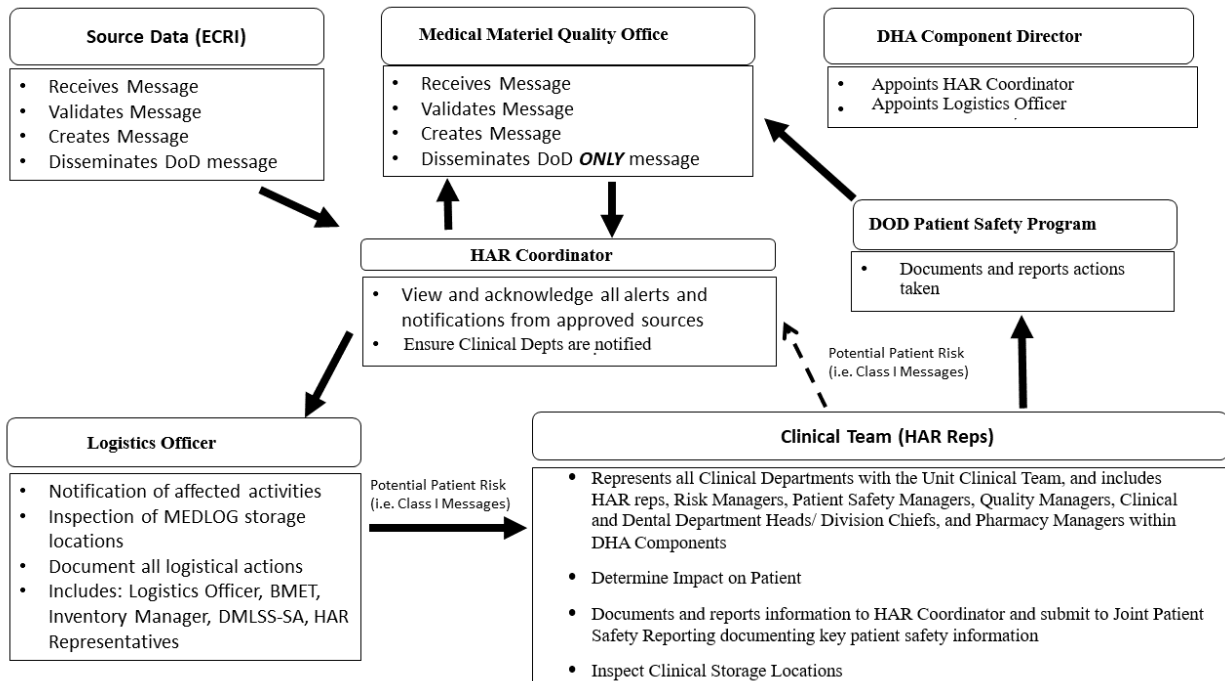 Source Data (ECRI)
• Receives Message
• Validates Message
• Creates Message
• Disseminates DoD message
Medical Materiel Quality Office
• Receives Message
• Validates Message
• Creates Message
• Disseminates DoD ONLY message
DHA Component Director
• Appoints HAR Coordinator
• Appoints Logistics Officer
DOD Patient Safety Program
• Documents and reports actions
taken
HAR Coordinator
• View and acknowledge all alerts and
notifications from approved sources
• Ensure Clinical Depts are notified
Potential Patient Risk
(i.e. Class I Messages)
Logistics Officer
• Notification of affected activities
• Inspection of MEDLOG storage
locations
• Document all logistical actions
• Includes: Logistics Officer, BMET,
Inventory Manager, DMLSS-SA, HAR
Representatives
Potential Patient Risk
(i.e. Class I Messages)
Clinical Team (HAR Reps)
• Represents all Clinical Departments with the Unit Clinical Team, and includes
HAR reps, Risk Managers, Patient Safety Managers, Quality Managers, Clinical
and Dental Department Heads/ Division Chiefs, and Pharmacy Managers within
DHA Components
• Determine Impact on Patient
• Documents and reports information to HAR Coordinator and submit to Joint Patient
Safety Reporting documenting key patient safety information
• Inspect Clinical Storage Locations